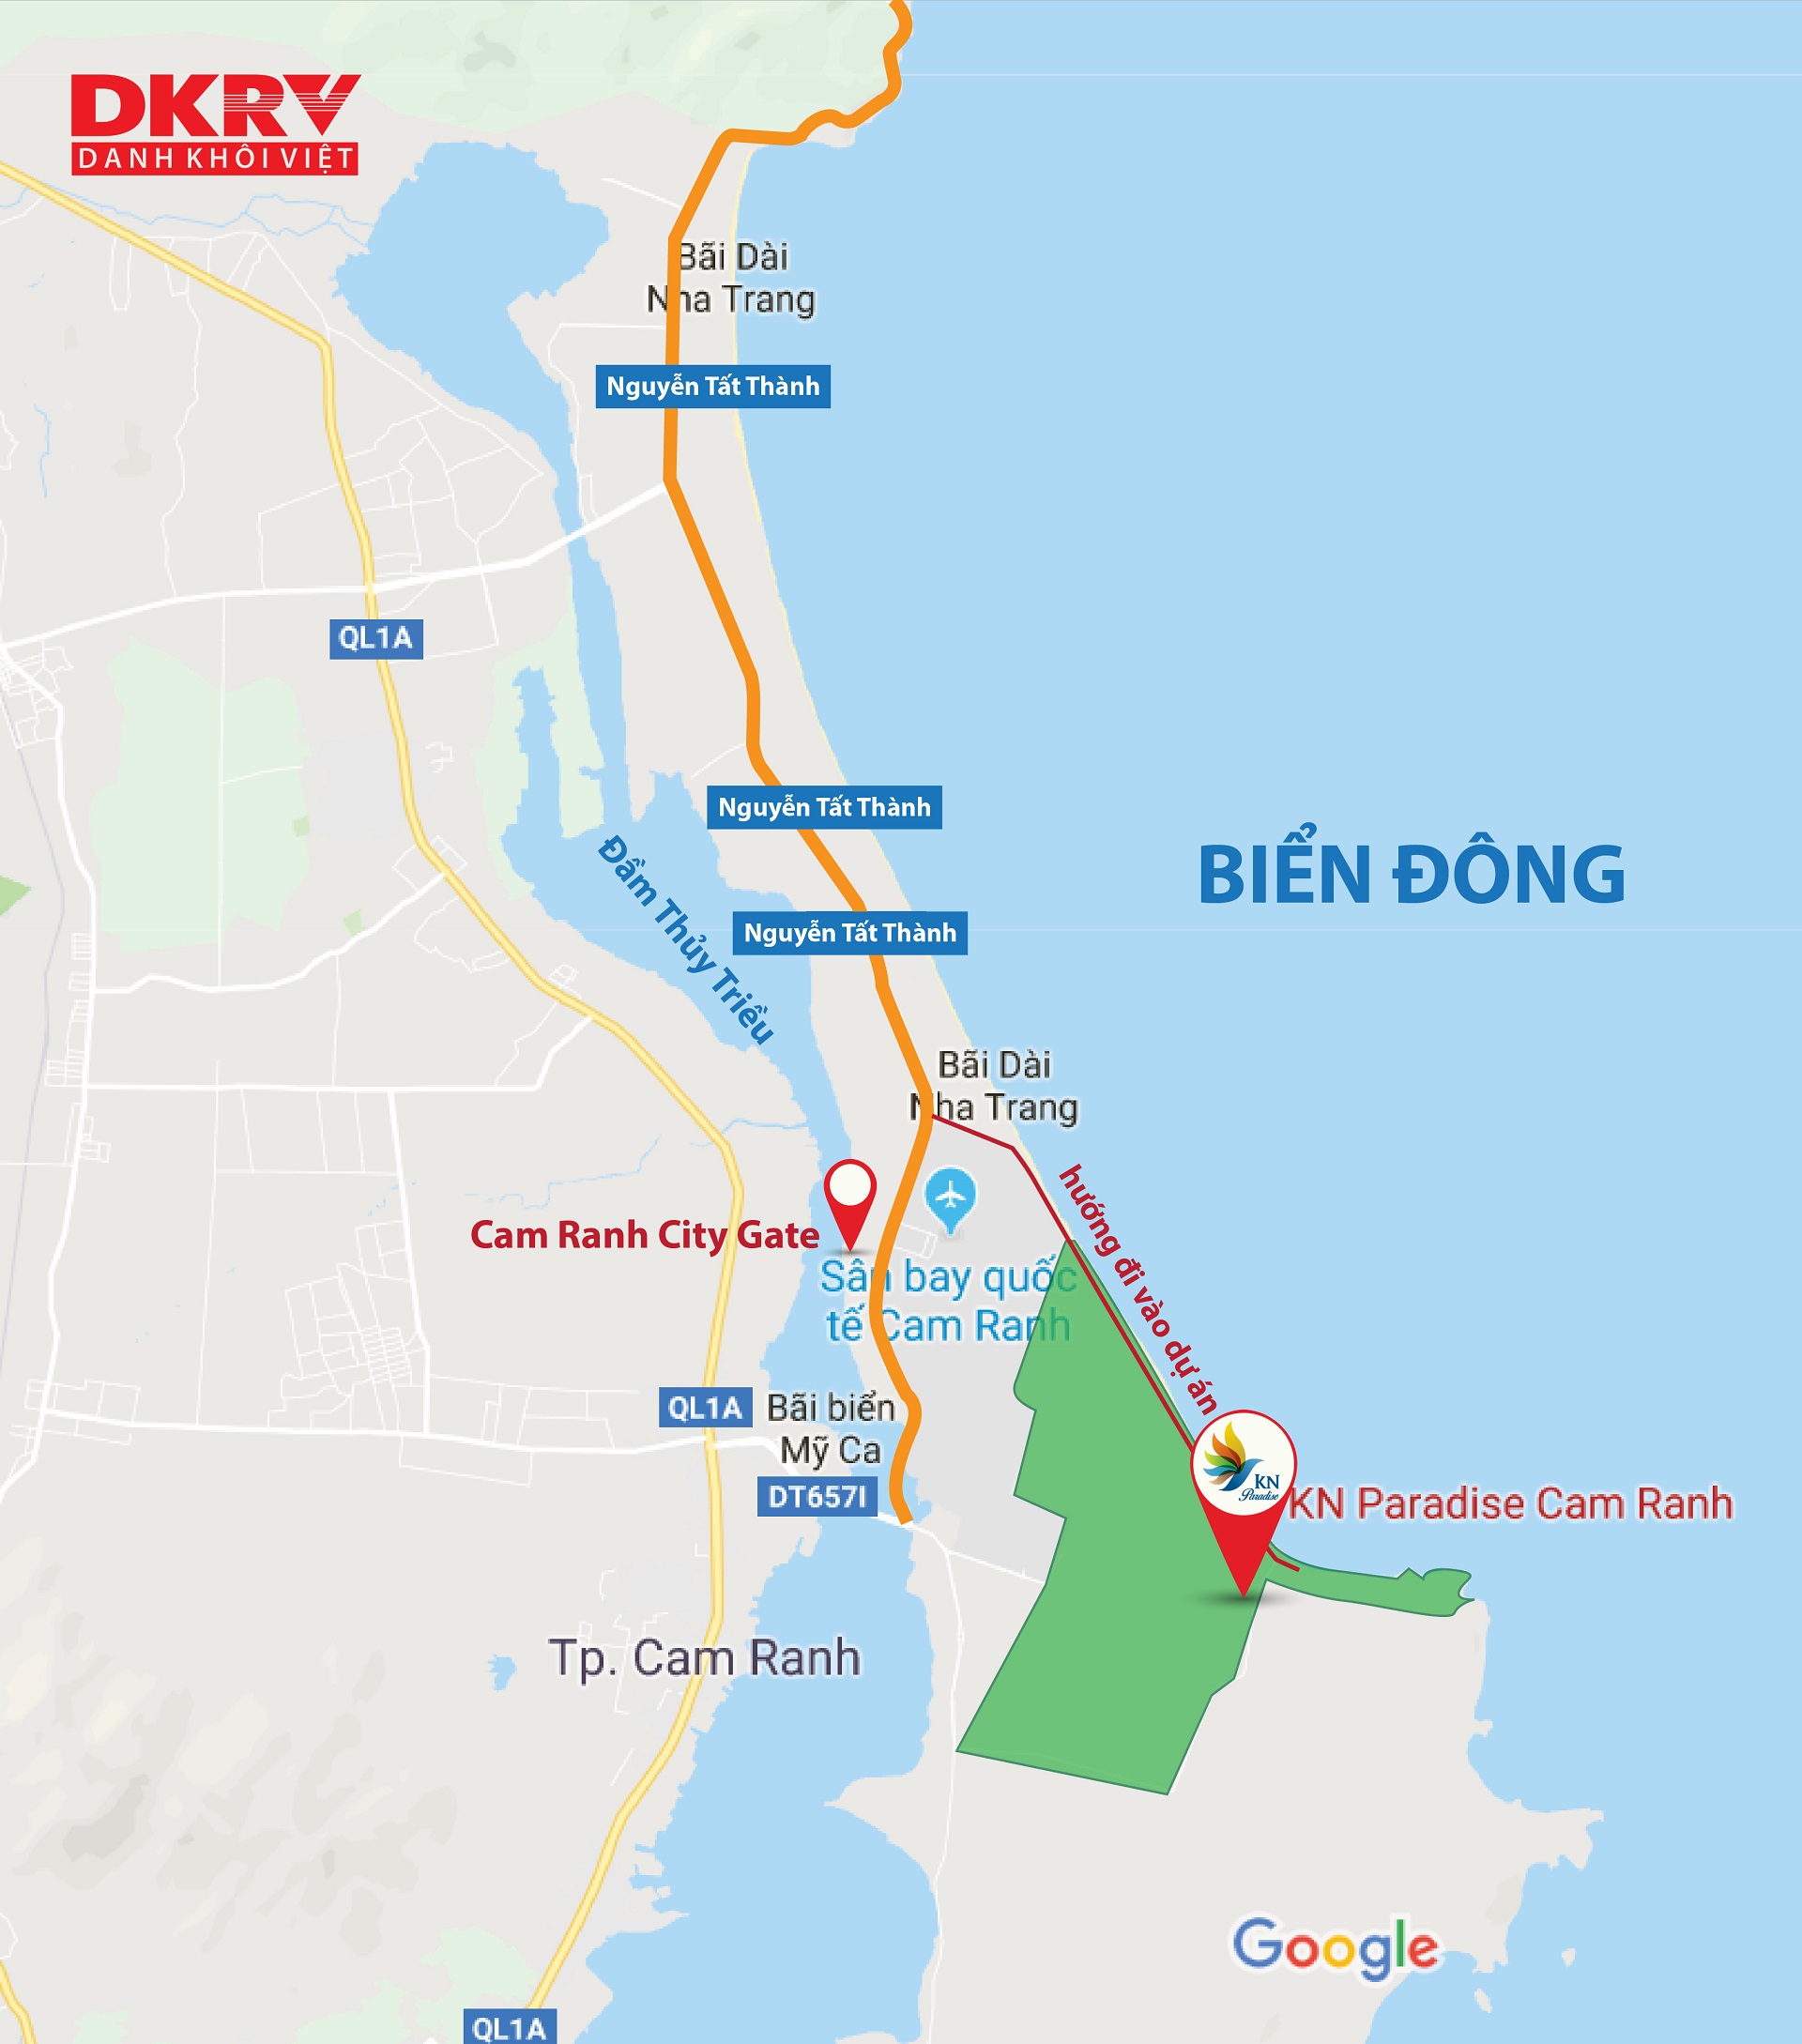 DKRV
DANH KHÔI VIỆT
Bãi Dài
Nha Trang
Nguyễn Tất Thành
QL1A
Nguyễn Tất Thành
Đầm Thủy Triều
BIỂN ĐÔNG
Nguyễn Tất Thành
Bãi Dài
Nha Trang
hướng đi vào dự án
Cam Ranh City Gate
Sân bay quốc
tế Cam Ranh
QL1A
Bãi biển
Mỹ Ca
DT657I
KN
Paradise
KN Paradise Cam Ranh
Tp. Cam Ranh
Google
QL1A